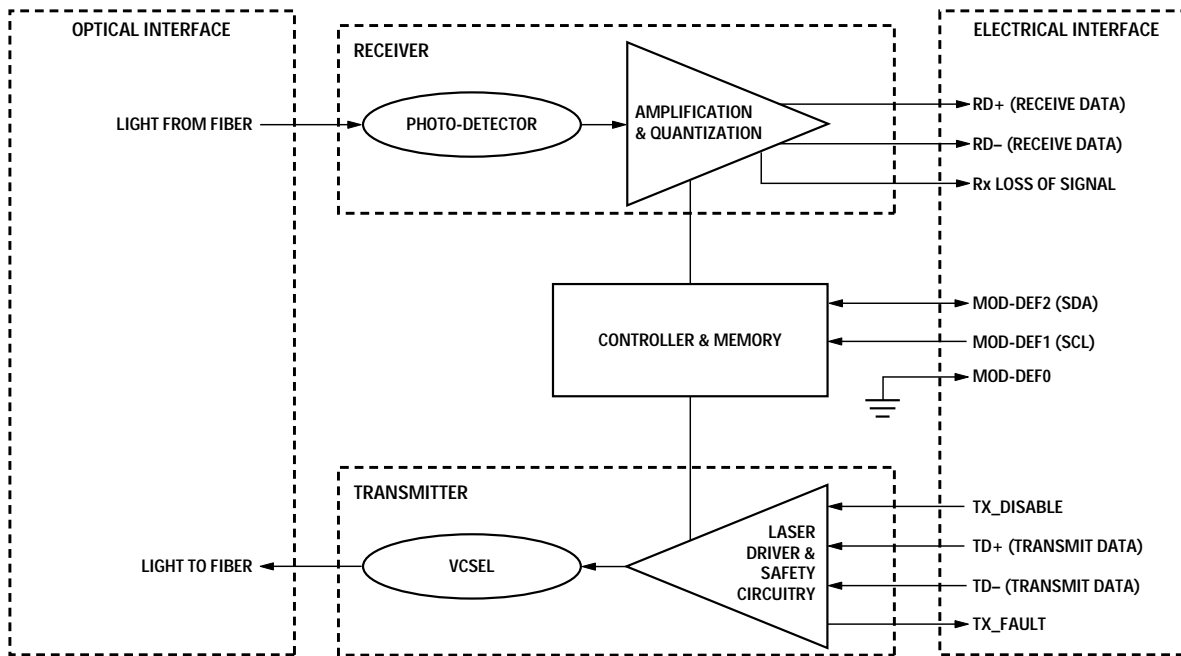 OPTICAL INTERFACE
ELECTRICAL INTERFACE
RECEIVER
LIGHT FROM FIBER
PHOTO-DETECTOR
AMPLIFICATION
& QUANTIZATION
RD+ (RECEIVE DATA)
RD– (RECEIVE DATA)
Rx LOSS OF SIGNAL
CONTROLLER & MEMORY
MOD-DEF2 (SDA)
MOD-DEF1 (SCL)
MOD-DEF0
TRANSMITTER
LIGHT TO FIBER
VCSEL
LASER
DRIVER &
SAFETY
CIRCUITRY
TX_DISABLE
TD+ (TRANSMIT DATA)
TD– (TRANSMIT DATA)
TX_FAULT